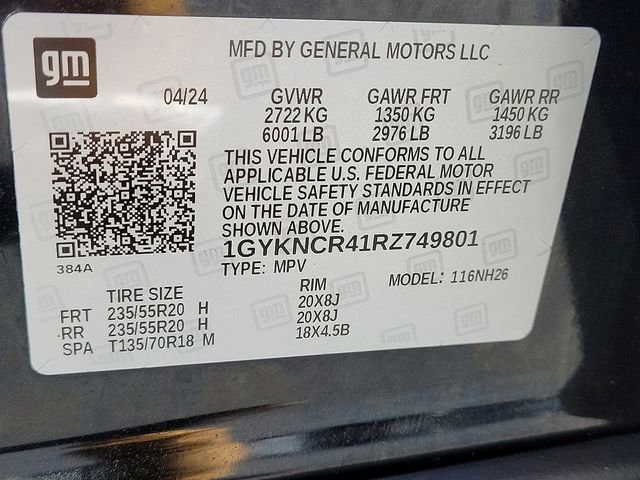 gm
MFD BY GENERAL MOTORS LLC
04/24 GVWR GAWR FRT GAWR RR
2722 KG 1350 KG 1450 KG
6001 LB 2976 LB 3196 LB
THIS VEHICLE CONFORMS TO ALL
APPLICABLE U.S. FEDERAL MOTOR
VEHICLE SAFETY STANDARDS IN EFFECT
ON THE DATE OF MANUFACTURE
SHOWN ABOVE.
1GYKNCR41RZ749801
384A
TYPE: MPV MODEL: 116NH26
TIRE SIZE RIM
FRT 235/55R20 H 20X8J
RR 235/55R20 H 20X8J
SPA T135/70R18 M 18X4.5B